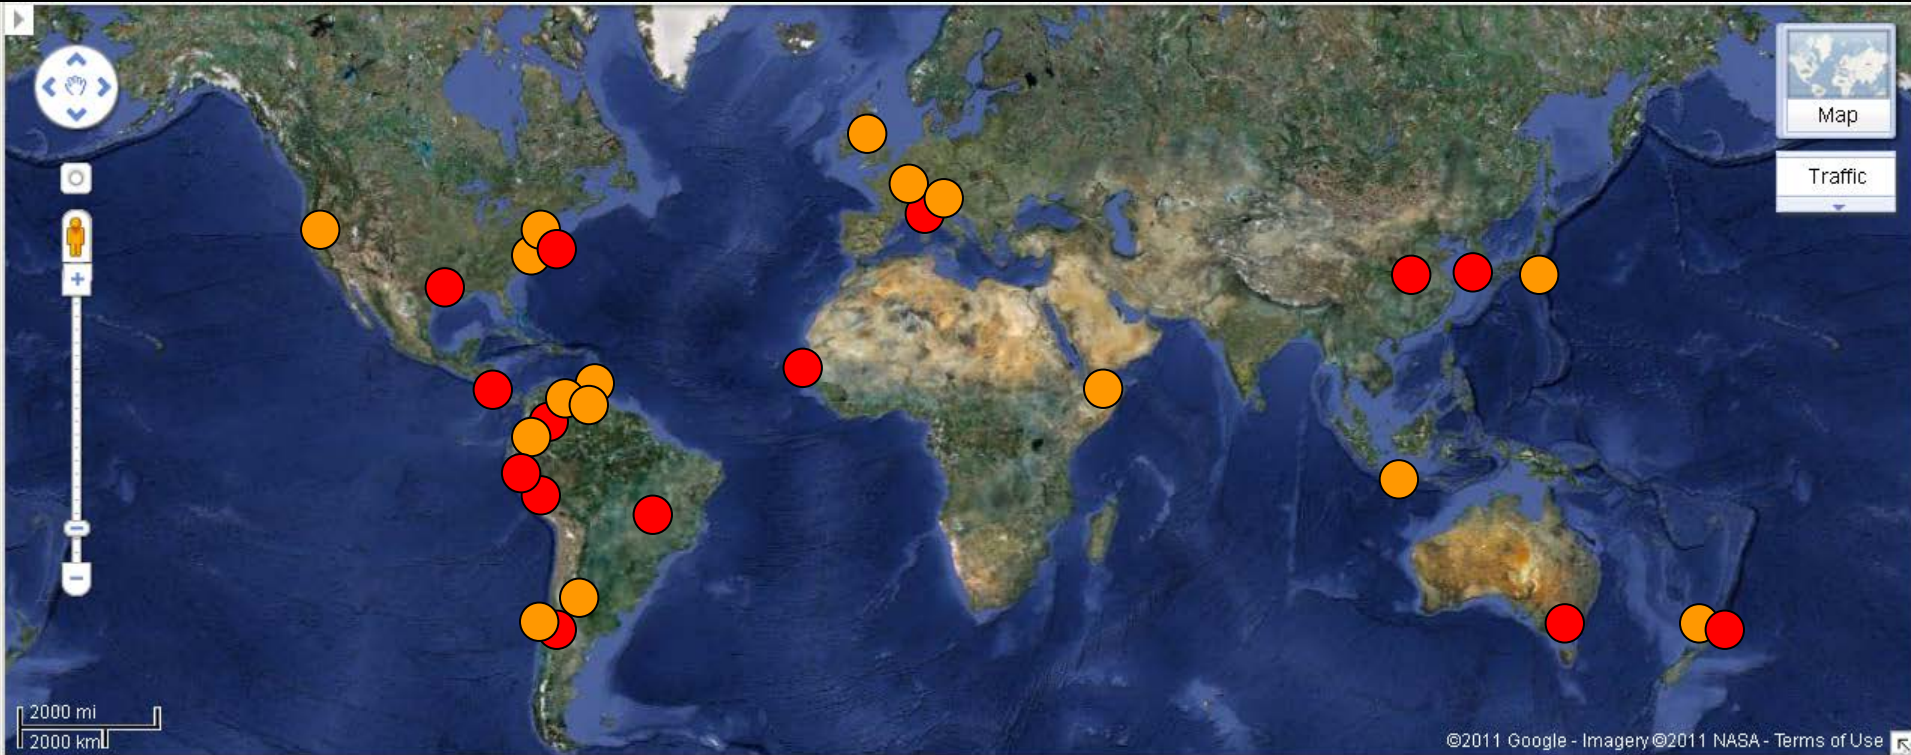 Map
Traffic
2000 mi
2000 km
©2011 Google - Imagery ©2011 NASA - Terms of Use